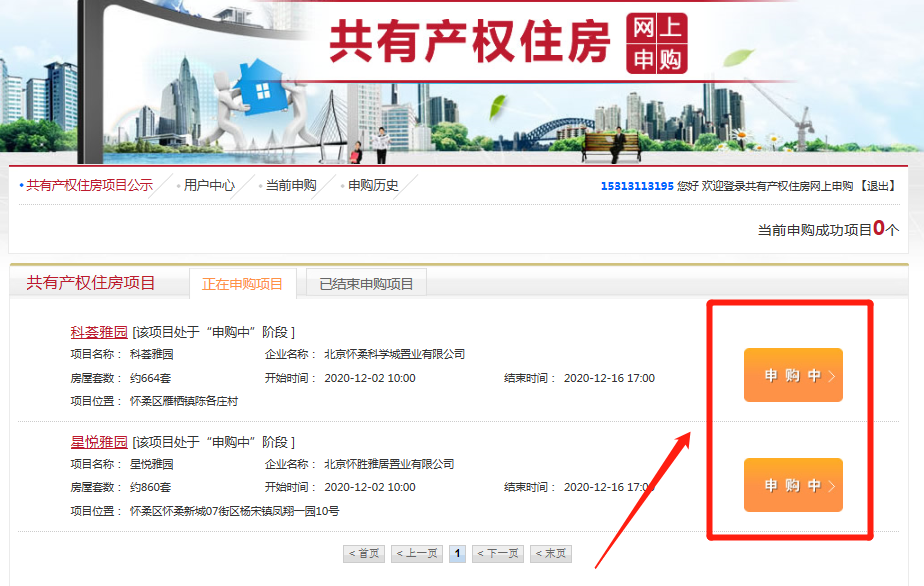 共有产权住房 网上申购
共有产权住房项目公示 用户中心 当前申购 申购历史 15313113195 您好 欢迎登录共有产权住房网上申购 【退出】
当前申购成功项目0个
共有产权住房项目 正在申购项目 已结束申购项目
科荟雅园 [该项目处于“申购中”阶段 ]
项目名称： 科荟雅园 企业名称： 北京怀柔科学城置业有限公司
房屋套数： 约664套 开始时间： 2020-12-02 10:00 结束时间： 2020-12-16 17:00
申 购 中 >
项目位置： 怀柔区雁栖镇陈各庄村
星悦雅园 [该项目处于“申购中”阶段 ]
项目名称： 星悦雅园 企业名称： 北京怀胜雅居置业有限公司
房屋套数： 约860套 开始时间： 2020-12-02 10:00 结束时间： 2020-12-16 17:00
申 购 中 >
项目位置： 怀柔区怀柔新城07街区杨宋镇凤翔一园10号
< 首页 < 上一页 1 < 下一页 < 末页